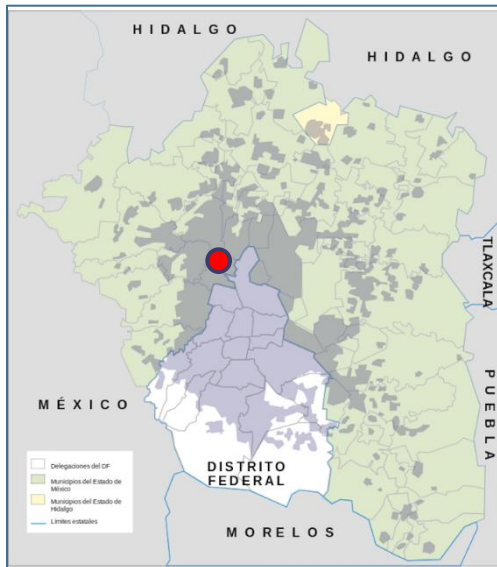 HIDALGO
HIDALGO
TLAXCALA
PUEBLA
MÉXICO
DISTRITO
FEDERAL
MORELOS
Delegaciones del DF
Municipios del Estado de
México
Municipios del Estado de
Hidalgo
Límites estatales